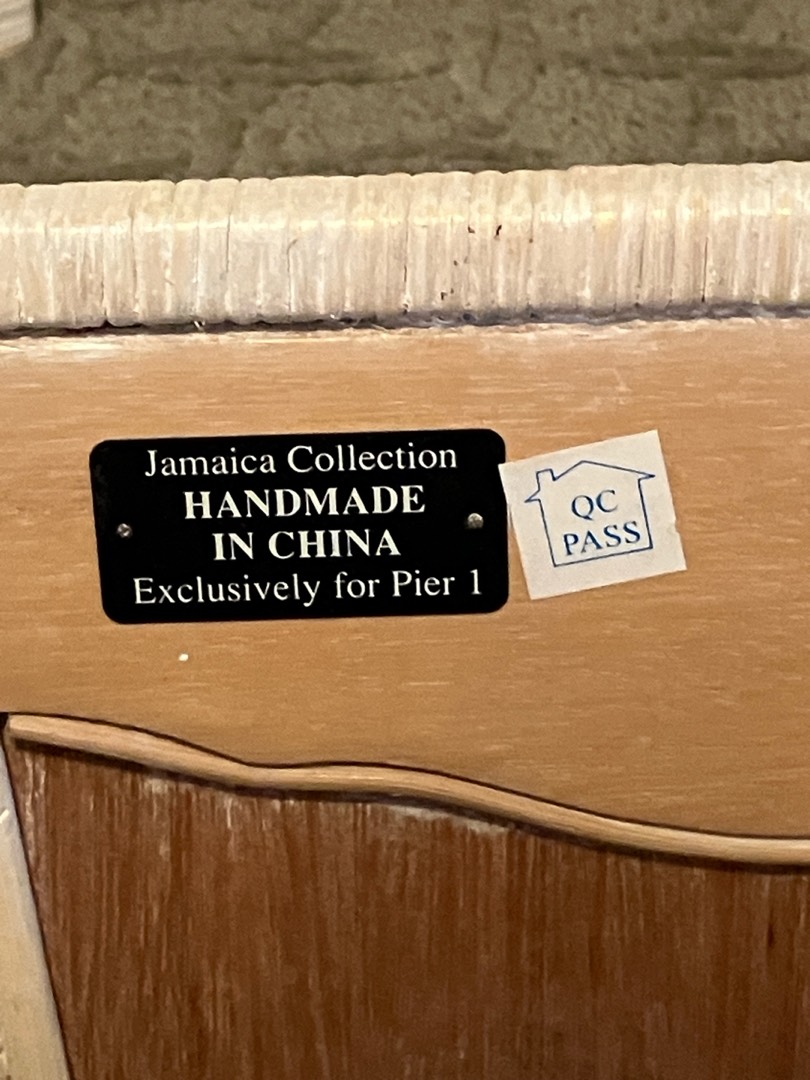 Jamaica Collection
HANDMADE
IN CHINA
Exclusively for Pier 1
QC
PASS